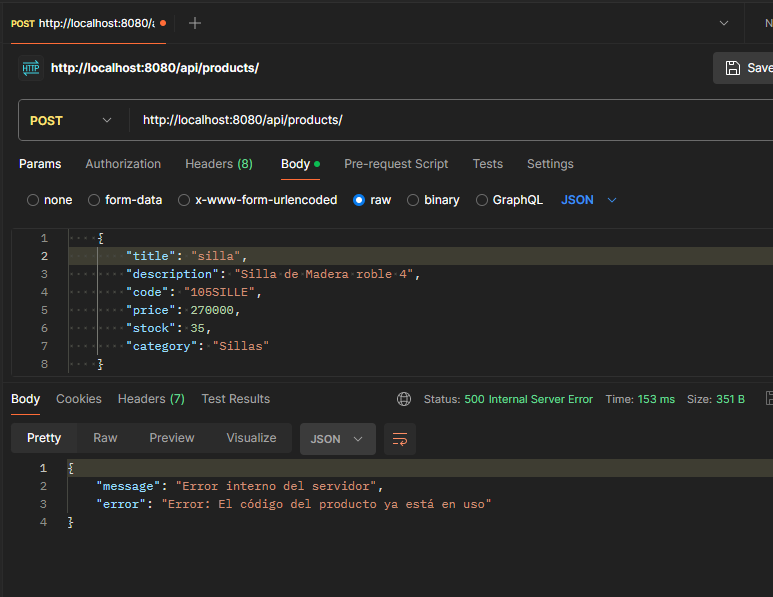 POST http://localhost:8080/a
N
HTTP http://localhost:8080/api/products/
Save
POST http://localhost:8080/api/products/
Params Authorization Headers (8) Body Pre-request Script Tests Settings
none form-data x-www-form-urlencoded raw binary GraphQL JSON
1 {
2 "title": "silla",
3 "description": "Silla de Madera roble 4",
4 "code": "105SILLE",
5 "price": 270000,
6 "stock": 35,
7 "category": "Sillas"
8 }
Body Cookies Headers (7) Test Results Status: 500 Internal Server Error Time: 153 ms Size: 351 B
Pretty Raw Preview Visualize JSON
1 {
2 "message": "Error interno del servidor",
3 "error": "Error: El código del producto ya está en uso"
4 }